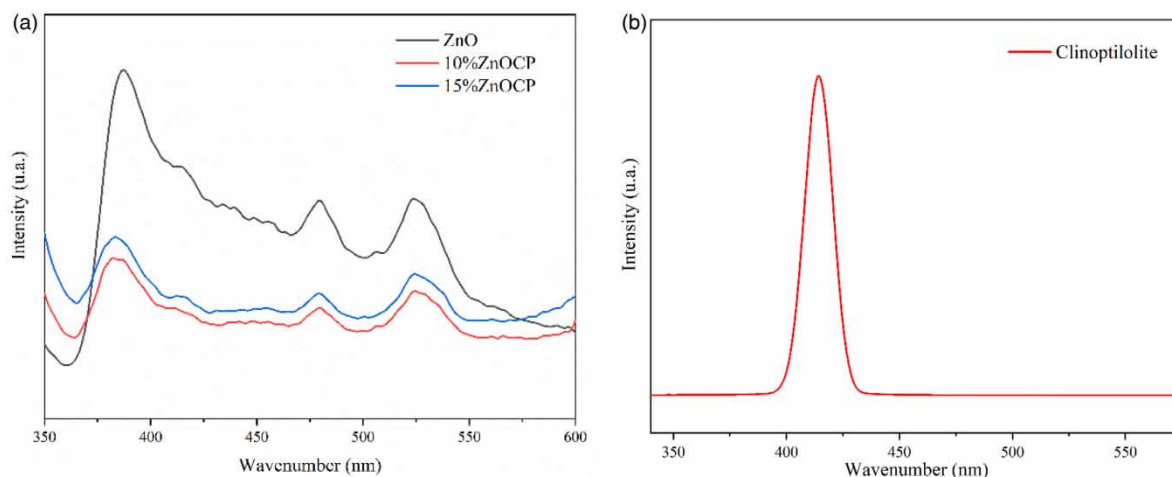 (a)
ZnO
10%ZnOCP
15%ZnOCP
Intensity (u.a.)
350 400 450 500 550 600
Wavenumber (nm)
(b)
Clinoptilolite
Intensity (u.a.)
350 400 450 500 550
Wavenumber (nm)